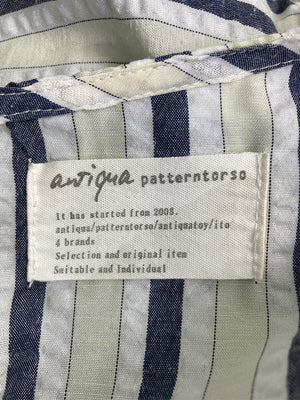 antiqua patterntorso
It has started from 2008.
antiqua/patterntorso/antiquatoy/ito
4 brands
Selection and original item
Suitable and Individual